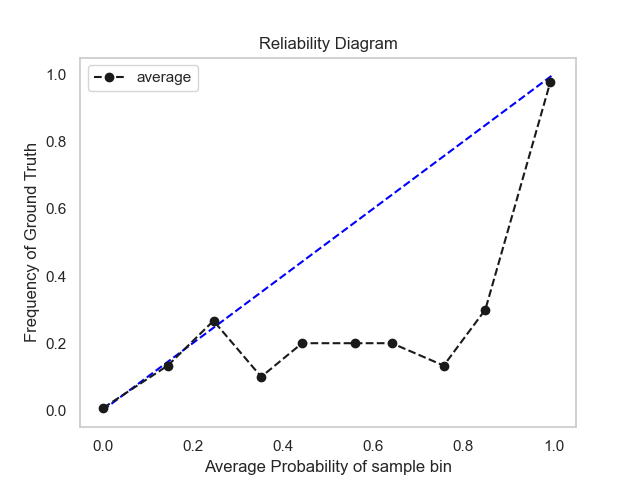 Reliability Diagram
average
Frequency of Ground Truth
1.0
0.8
0.6
0.4
0.2
0.0
0.0 0.2 0.4 0.6 0.8 1.0
Average Probability of sample bin